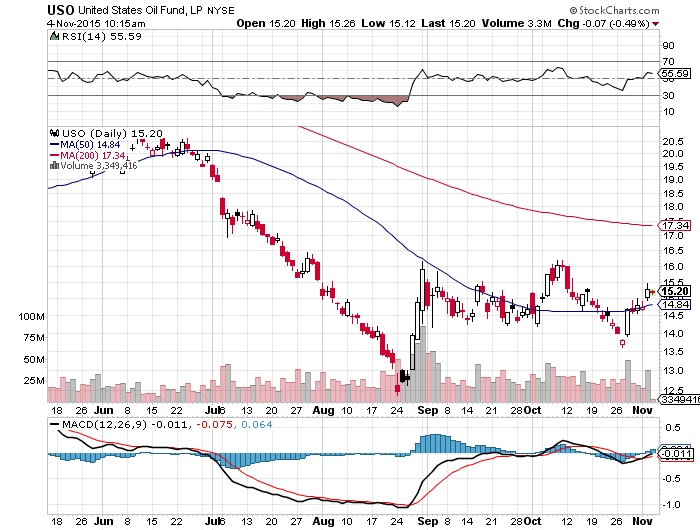 USO United States Oil Fund, LP NYSE
© StockCharts.com
4-Nov-2015 10:15am
Open 15.20 High 15.26 Low 15.12 Last 15.20 Volume 3.3M Chg -0.07 (-0.49%)
RSI(14) 55.59
90
70
55.59
30
10
USO (Daily) 15.20
MA(50) 14.84
MA(200) 17.34
Volume 3,349,416
20.5
20.0
19.5
19.0
18.5
18.0
17.5
17.34
17.0
16.5
16.0
15.5
15.20
14.84
14.5
14.0
13.5
13.0
12.5
3349416
100M
75M
50M
25M
18 26 Jun 8 15 22 Jul6 13 20 27 Aug 10 17 24 Sep 8 14 21 28 Oct 12 19 26 Nov
MACD(12,26,9) -0.011, -0.075, 0.064
0.5
-0.011
-0.5
-1.0
18 26 Jun 8 15 22 Jul6 13 20 27 Aug 10 17 24 Sep 8 14 21 28 Oct 12 19 26 Nov